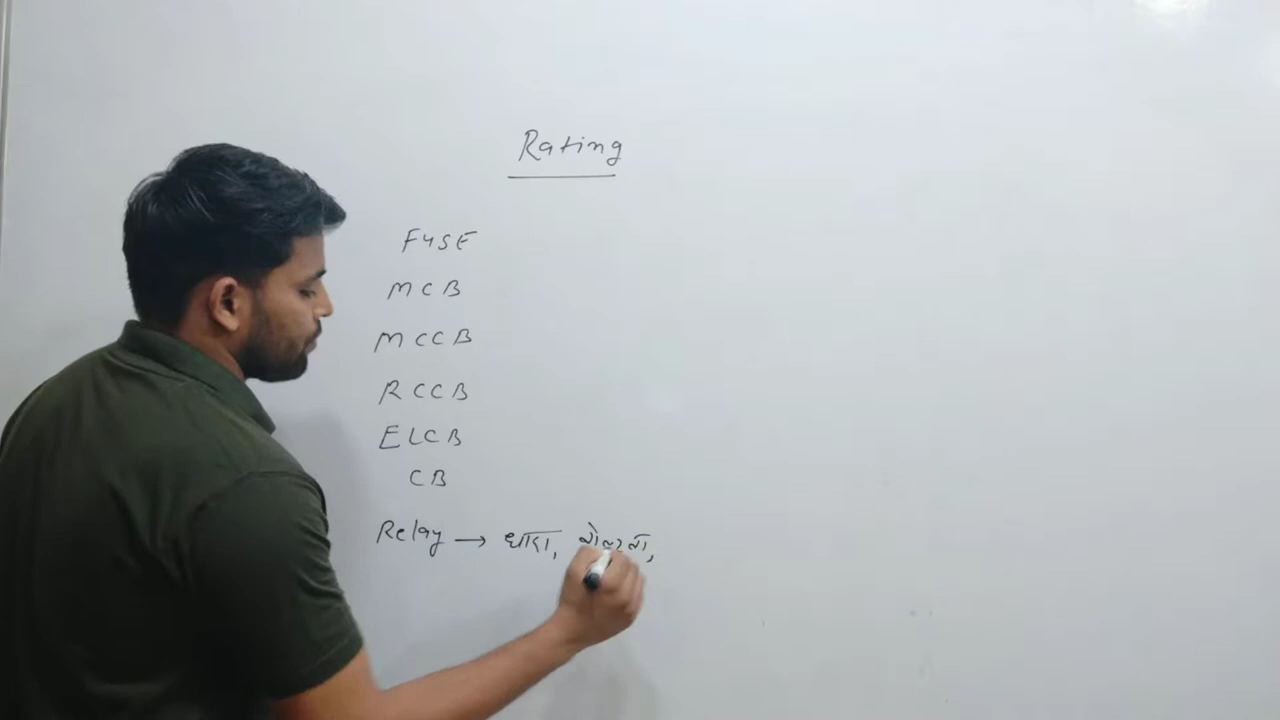 Rating
FUSE
MCB
MCCB
RCCB
ELCB
CB
Relay → धारा,